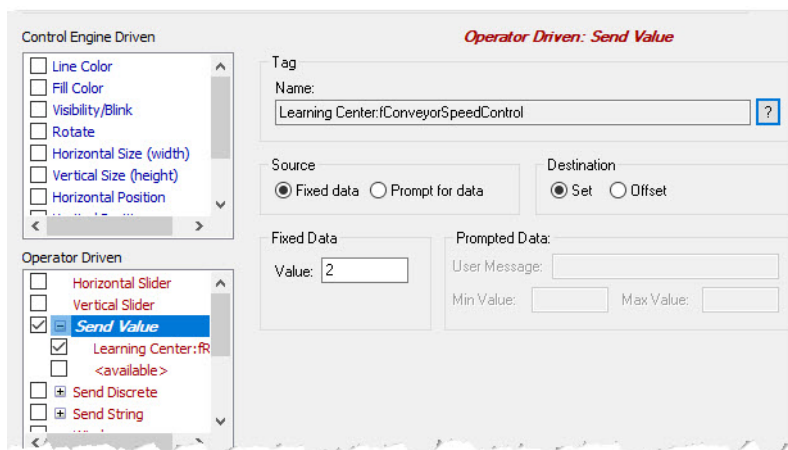 Control Engine Driven
Line Color
Fill Color
Visibility/Blink
Rotate
Horizontal Size (width)
Vertical Size (height)
Horizontal Position
Operator Driven
Horizontal Slider
Vertical Slider
Send Value
Learning Center:fR
<available>
Send Discrete
Send String
Operator Driven: Send Value
Tag
Name:
Learning Center:fConveyorSpeedControl ?
Source
Fixed data Prompt for data
Destination
Set Offset
Fixed Data
Value: 2
Prompted Data:
User Message:
Min Value: Max Value: